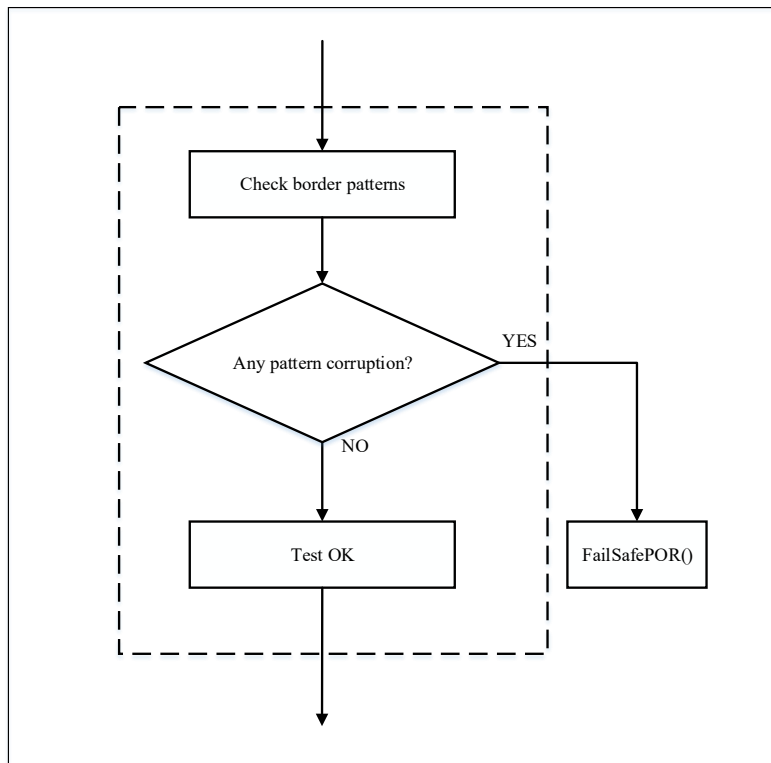 Check border patterns
Any pattern corruption?
YES
NO
Test OK
FailSafePOR()